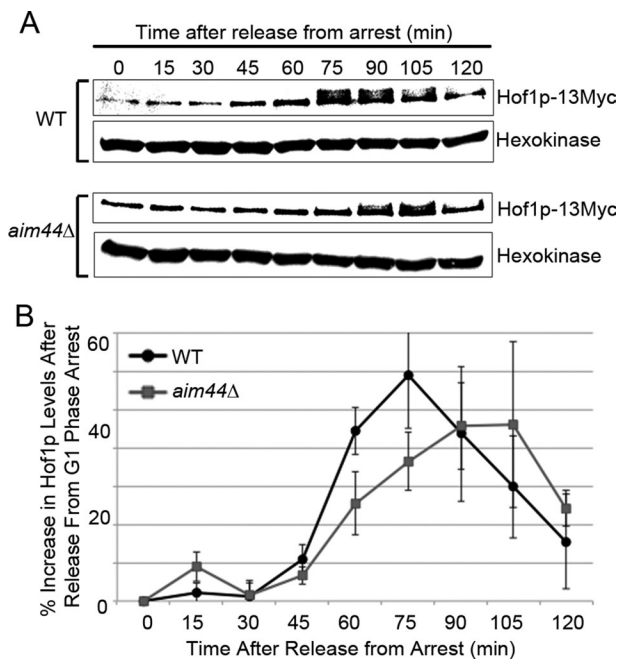 A
Time after release from arrest (min)
0 15 30 45 60 75 90 105 120
WT
Hof1p-13Myc
Hexokinase
aim44Δ
Hof1p-13Myc
Hexokinase
B
% Increase in Hof1p Levels After
Release From G1 Phase Arrest
60
40
20
0
WT
aim44Δ
0 15 30 45 60 75 90 105 120
Time After Release from Arrest (min)